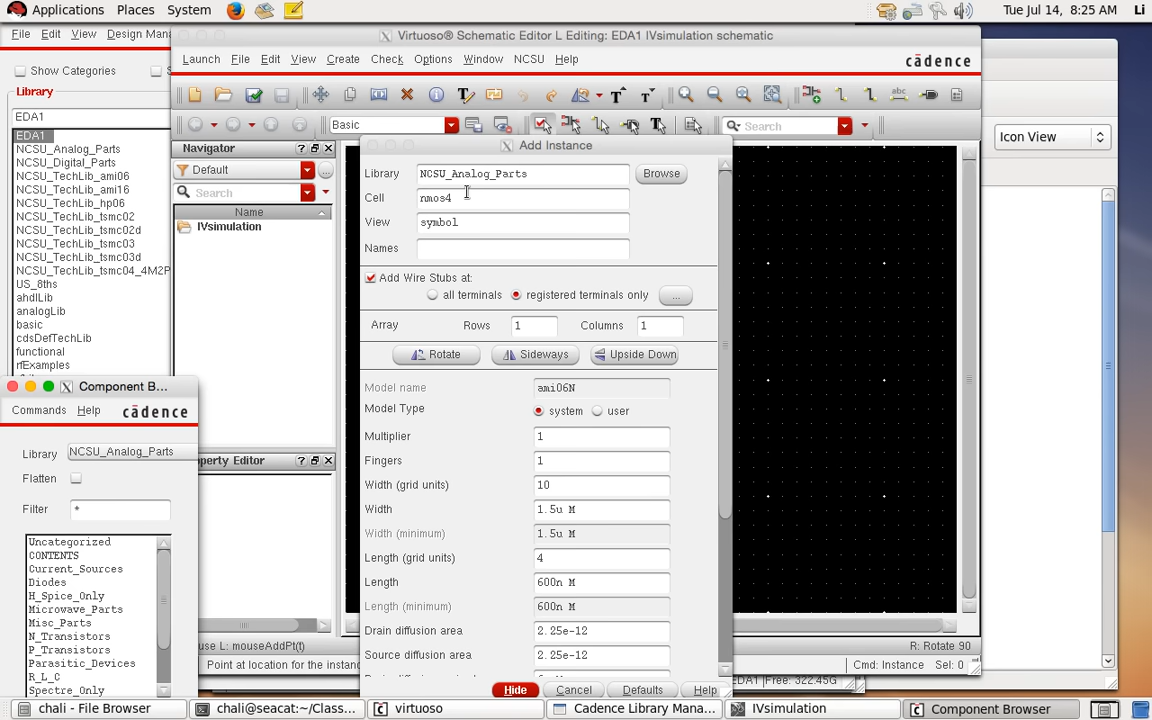 Applications Places System
Tue Jul 14, 8:25 AM Li
File Edit View Design Mana
Show Categories
Library
EDA1
EDA1
NCSU_Analog_Parts
NCSU_Digital_Parts
NCSU_TechLib_ami06
NCSU_TechLib_ami16
NCSU_TechLib_hp06
NCSU_TechLib_tsmc02
NCSU_TechLib_tsmc02d
NCSU_TechLib_tsmc03
NCSU_TechLib_tsmc03d
NCSU_TechLib_tsmc04_4M2P
US_8ths
ahdlLib
analogLib
basic
cdsDefTechLib
functional
rfExamples
Virtuoso® Schematic Editor L Editing: EDA1 IVsimulation schematic
Launch File Edit View Create Check Options Window NCSU Help
cādence
Basic
Search
Navigator
Default
Search
Name
IVsimulation
perty Editor
Icon View
Add Instance
Library NCSU_Analog_Parts Browse
Cell nmos4
View symbol
Names
Add Wire Stubs at:
all terminals registered terminals only ...
Array Rows 1 Columns 1
Rotate Sideways Upside Down
Model name ami06N
Model Type system user
Multiplier 1
Fingers 1
Width (grid units) 10
Width 1.5u M
Width (minimum) 1.5u M
Length (grid units) 4
Length 600n M
Length (minimum) 600n M
Drain diffusion area 2.25e-12
Source diffusion area 2.25e-12
Hide Cancel Defaults Help
Component B...
Commands Help cādence
Library NCSU_Analog_Parts
Flatten
Filter *
Uncategorized
CONTENTS
Current_Sources
Diodes
H_Spice_Only
Microwave_Parts
Misc_Parts
N_Transistors
P_Transistors
Parasitic_Devices
R_L_C
Spectre_Only
use L: mouseAddPt(t)
R: Rotate 90
Point at location for the instanc
Cmd: Instance Sel: 0
EDA1 |Free: 322.45G
chali - File Browser
chali@seacat:~/Class...
virtuoso
Cadence Library Mana...
IVsimulation
Component Browser